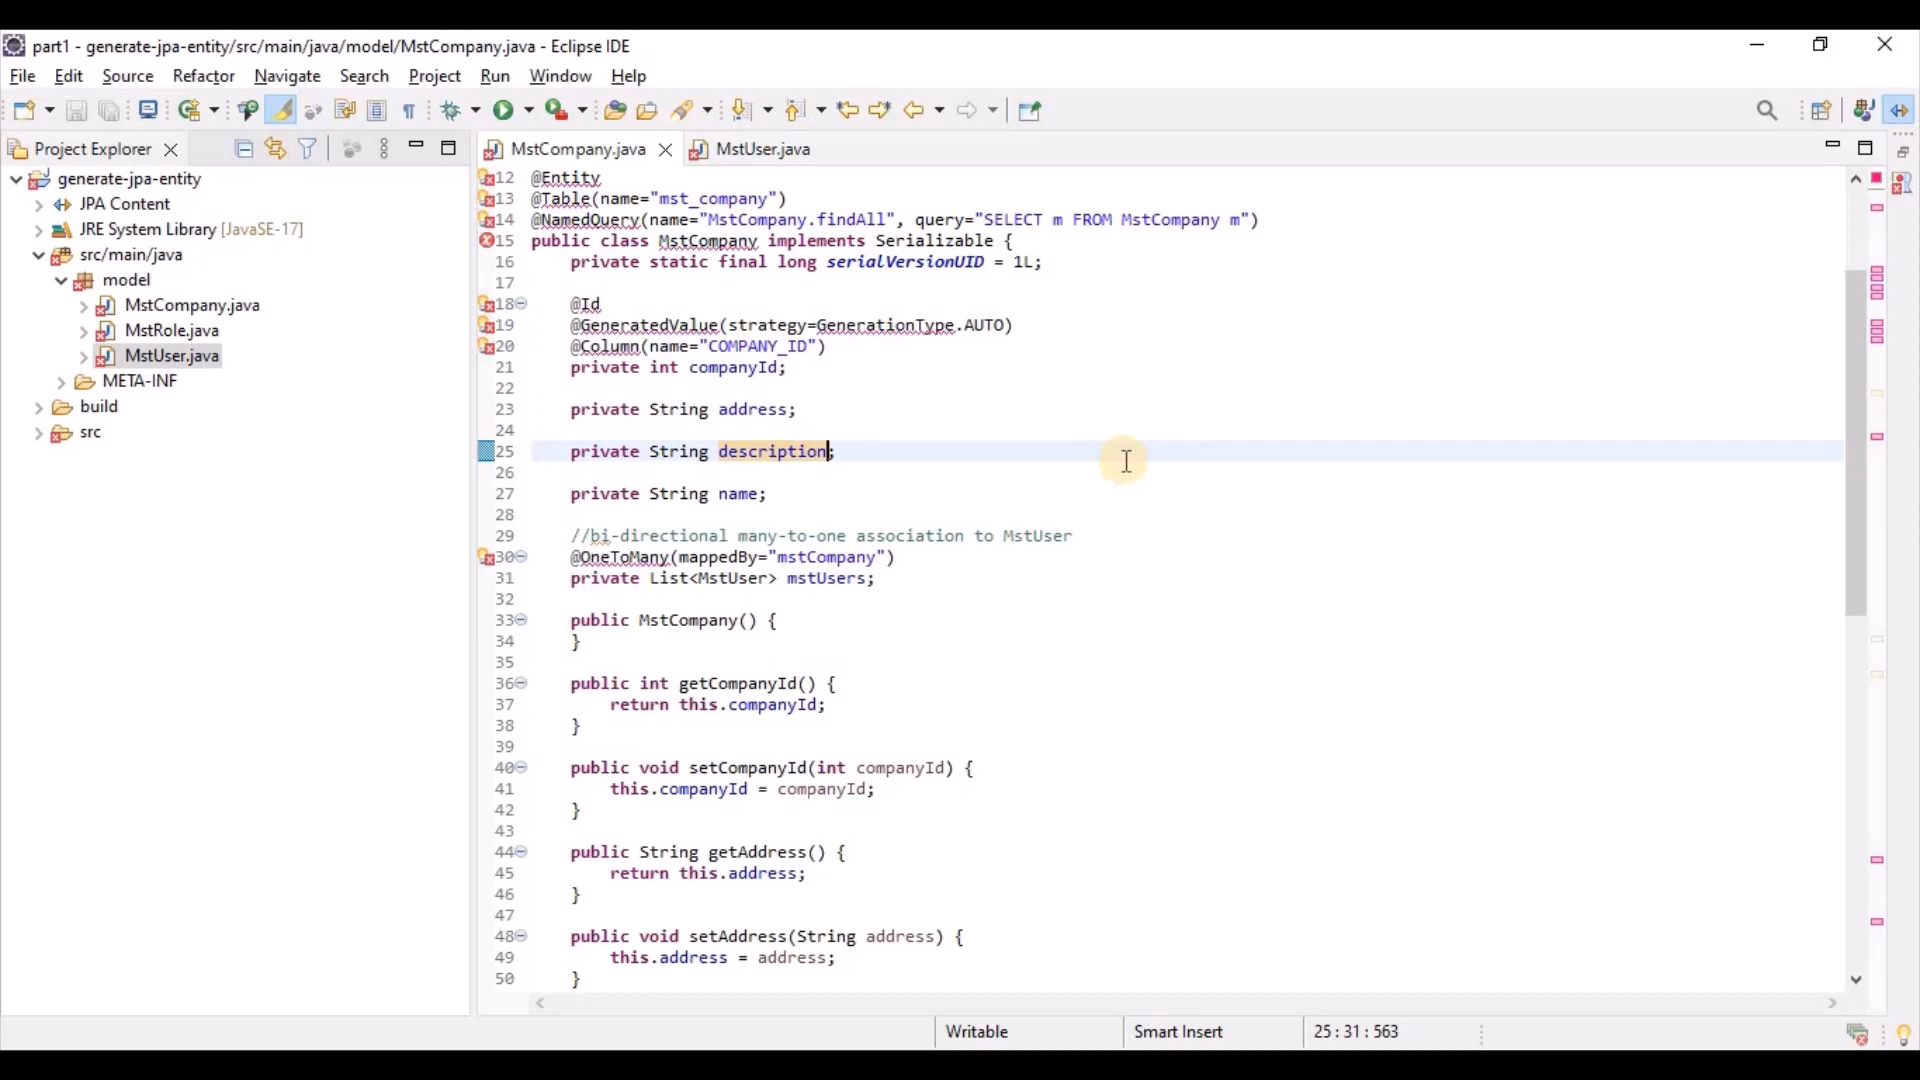 part1 - generate-jpa-entity/src/main/java/model/MstCompany.java - Eclipse IDE
File Edit Source Refactor Navigate Search Project Run Window Help
Project Explorer
generate-jpa-entity
JPA Content
JRE System Library [JavaSE-17]
src/main/java
model
MstCompany.java
MstRole.java
MstUser.java
META-INF
build
src
MstCompany.java MstUser.java
12 @Entity
13 @Table(name="mst_company")
14 @NamedQuery(name="MstCompany.findAll", query="SELECT m FROM MstCompany m")
15 public class MstCompany implements Serializable {
16 private static final long serialVersionUID = 1L;
17
18 @Id
19 @GeneratedValue(strategy=GenerationType.AUTO)
20 @Column(name="COMPANY_ID")
21 private int companyId;
22
23 private String address;
24
25 private String description;
26
27 private String name;
28
29 //bi-directional many-to-one association to MstUser
30 @OneToMany(mappedBy="mstCompany")
31 private List<MstUser> mstUsers;
32
33 public MstCompany() {
34 }
35
36 public int getCompanyId() {
37 return this.companyId;
38 }
39
40 public void setCompanyId(int companyId) {
41 this.companyId = companyId;
42 }
43
44 public String getAddress() {
45 return this.address;
46 }
47
48 public void setAddress(String address) {
49 this.address = address;
50 }
Writable Smart Insert 25 : 31 : 563